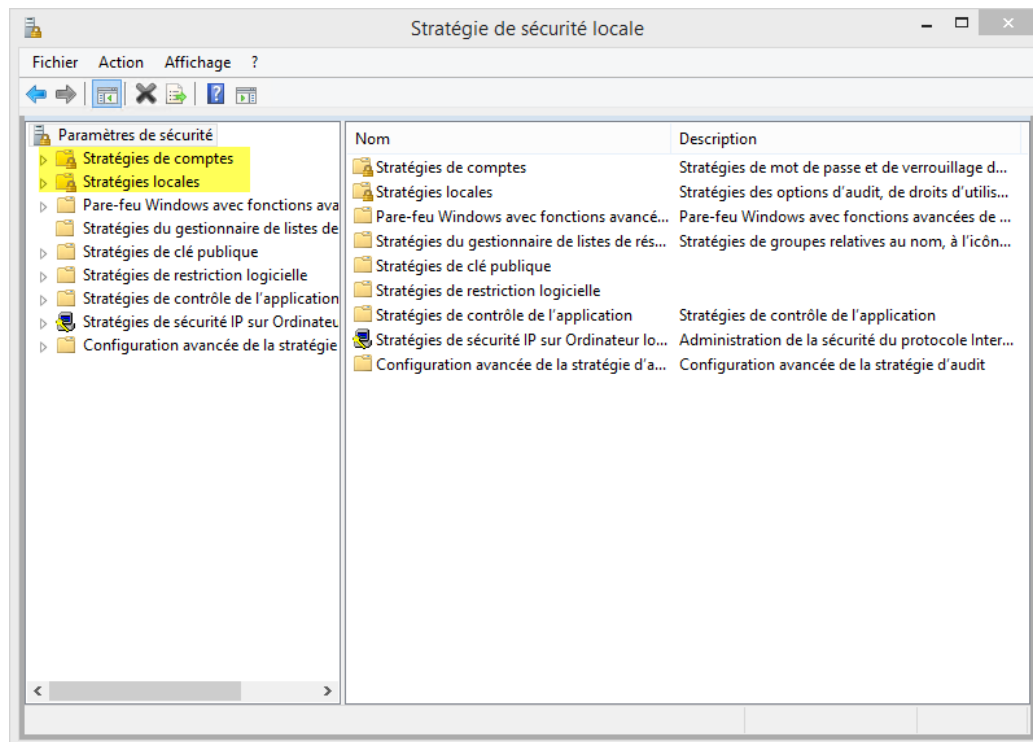 Stratégie de sécurité locale
Fichier Action Affichage ?
Paramètres de sécurité
Stratégies de comptes
Stratégies locales
Pare-feu Windows avec fonctions ava
Stratégies du gestionnaire de listes de
Stratégies de clé publique
Stratégies de restriction logicielle
Stratégies de contrôle de l'application
Stratégies de sécurité IP sur Ordinateu
Configuration avancée de la stratégie
Nom Description
Stratégies de comptes Stratégies de mot de passe et de verrouillage d...
Stratégies locales Stratégies des options d'audit, de droits d'utilis...
Pare-feu Windows avec fonctions avancé... Pare-feu Windows avec fonctions avancées de ...
Stratégies du gestionnaire de listes de rés... Stratégies de groupes relatives au nom, à l'icôn...
Stratégies de clé publique
Stratégies de restriction logicielle
Stratégies de contrôle de l'application Stratégies de contrôle de l'application
Stratégies de sécurité IP sur Ordinateur lo... Administration de la sécurité du protocole Inter...
Configuration avancée de la stratégie d'a... Configuration avancée de la stratégie d'audit